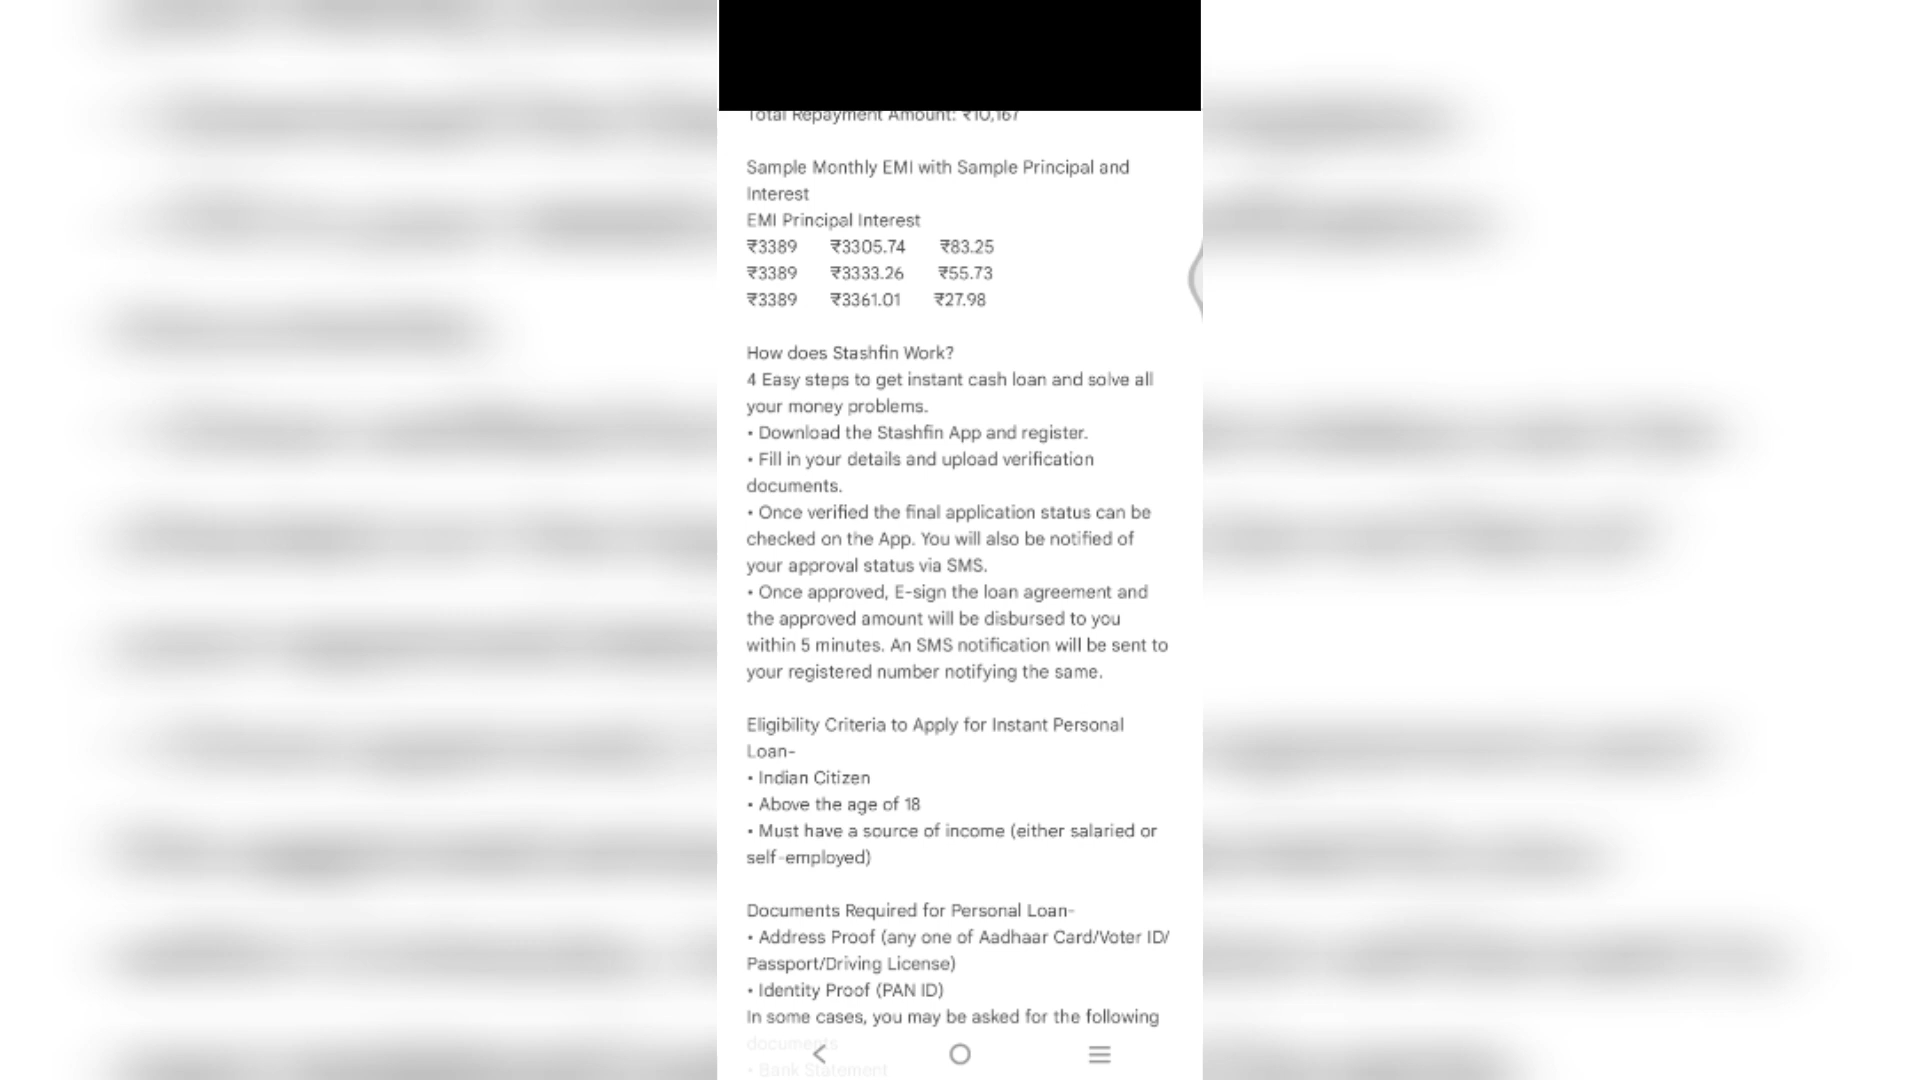 Total Repayment Amount: ₹10,167
Sample Monthly EMI with Sample Principal and
Interest
EMI Principal Interest
₹3389 ₹3305.74 ₹83.25
₹3389 ₹3333.26 ₹55.73
₹3389 ₹3361.01 ₹27.98
How does Stashfin Work?
4 Easy steps to get instant cash loan and solve all
your money problems.
• Download the Stashfin App and register.
• Fill in your details and upload verification
documents.
• Once verified the final application status can be
checked on the App. You will also be notified of
your approval status via SMS.
• Once approved, E-sign the loan agreement and
the approved amount will be disbursed to you
within 5 minutes. An SMS notification will be sent to
your registered number notifying the same.
Eligibility Criteria to Apply for Instant Personal
Loan-
• Indian Citizen
• Above the age of 18
• Must have a source of income (either salaried or
self-employed)
Documents Required for Personal Loan-
• Address Proof (any one of Aadhaar Card/Voter ID/
Passport/Driving License)
• Identity Proof (PAN ID)
In some cases, you may be asked for the following
documents
• Bank Statement